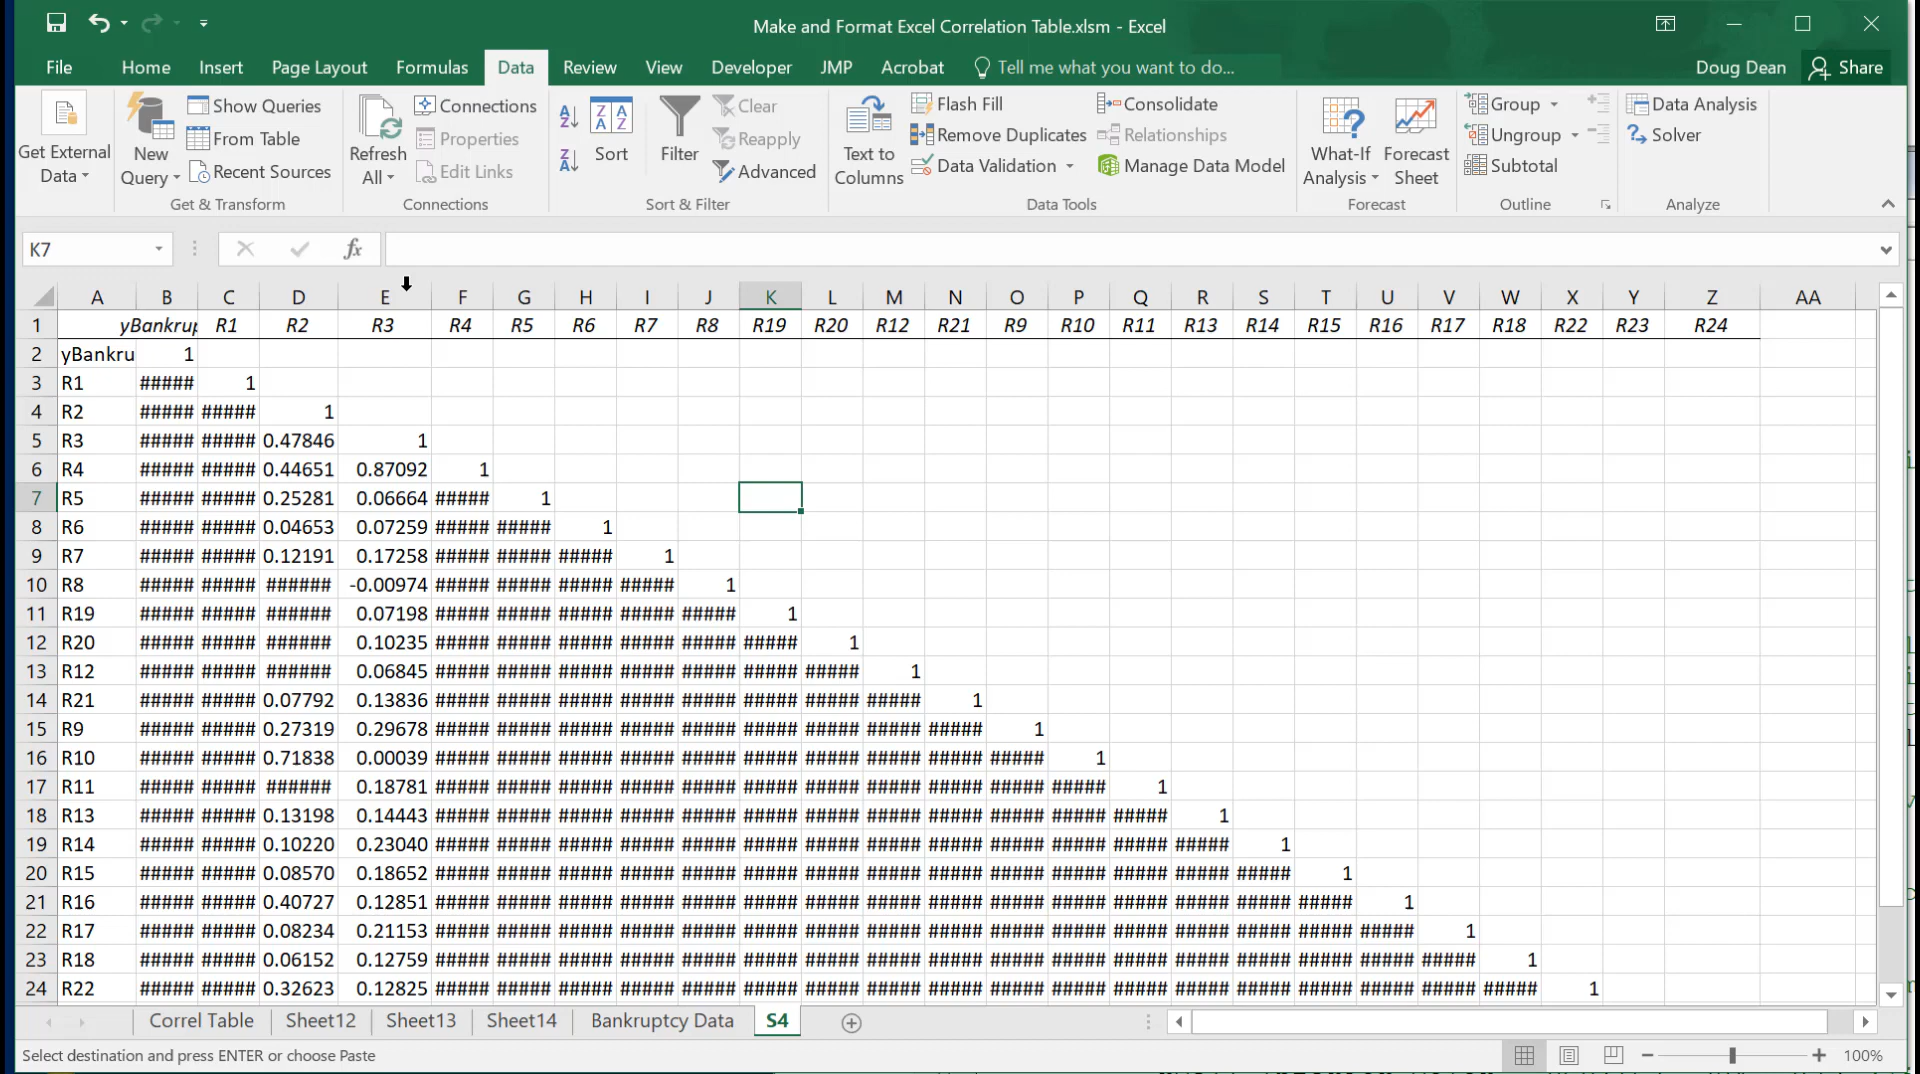 Make and Format Excel Correlation Table.xlsm - Excel
File Home Insert Page Layout Formulas Data Review View Developer JMP Acrobat Tell me what you want to do... Doug Dean Share
Get External Data
New Query
Show Queries
From Table
Recent Sources
Get & Transform
Refresh All
Connections
Properties
Edit Links
Connections
Sort
Filter
Clear
Reapply
Advanced
Sort & Filter
Text to Columns
Flash Fill
Remove Duplicates
Data Validation
Consolidate
Relationships
Manage Data Model
Data Tools
What-If Analysis
Forecast Sheet
Forecast
Group
Ungroup
Subtotal
Outline
Data Analysis
Solver
Analyze
K7 fx
A B C D E F G H I J K L M N O P Q R S T U V W X Y Z AA
1 yBankrup R1 R2 R3 R4 R5 R6 R7 R8 R19 R20 R12 R21 R9 R10 R11 R13 R14 R15 R16 R17 R18 R22 R23 R24
2 yBankru 1
3 R1 ##### 1
4 R2 ##### ##### 1
5 R3 ##### ##### 0.47846 1
6 R4 ##### ##### 0.44651 0.87092 1
7 R5 ##### ##### 0.25281 0.06664 ##### 1
8 R6 ##### ##### 0.04653 0.07259 ##### ##### 1
9 R7 ##### ##### 0.12191 0.17258 ##### ##### ##### 1
10 R8 ##### ##### ###### -0.00974 ##### ##### ##### ##### 1
11 R19 ##### ##### ###### 0.07198 ##### ##### ##### ##### ##### 1
12 R20 ##### ##### ###### 0.10235 ##### ##### ##### ##### ##### ##### 1
13 R12 ##### ##### ###### 0.06845 ##### ##### ##### ##### ##### ##### ##### 1
14 R21 ##### ##### 0.07792 0.13836 ##### ##### ##### ##### ##### ##### ##### ##### 1
15 R9 ##### ##### 0.27319 0.29678 ##### ##### ##### ##### ##### ##### ##### ##### ##### 1
16 R10 ##### ##### 0.71838 0.00039 ##### ##### ##### ##### ##### ##### ##### ##### ##### ##### 1
17 R11 ##### ##### ###### 0.18781 ##### ##### ##### ##### ##### ##### ##### ##### ##### ##### ##### 1
18 R13 ##### ##### 0.13198 0.14443 ##### ##### ##### ##### ##### ##### ##### ##### ##### ##### ##### ##### 1
19 R14 ##### ##### 0.10220 0.23040 ##### ##### ##### ##### ##### ##### ##### ##### ##### ##### ##### ##### ##### 1
20 R15 ##### ##### 0.08570 0.18652 ##### ##### ##### ##### ##### ##### ##### ##### ##### ##### ##### ##### ##### ##### 1
21 R16 ##### ##### 0.40727 0.12851 ##### ##### ##### ##### ##### ##### ##### ##### ##### ##### ##### ##### ##### ##### ##### 1
22 R17 ##### ##### 0.08234 0.21153 ##### ##### ##### ##### ##### ##### ##### ##### ##### ##### ##### ##### ##### ##### ##### ##### 1
23 R18 ##### ##### 0.06152 0.12759 ##### ##### ##### ##### ##### ##### ##### ##### ##### ##### ##### ##### ##### ##### ##### ##### ##### 1
24 R22 ##### ##### 0.32623 0.12825 ##### ##### ##### ##### ##### ##### ##### ##### ##### ##### ##### ##### ##### ##### ##### ##### ##### ##### 1
Correl Table Sheet12 Sheet13 Sheet14 Bankruptcy Data S4
Select destination and press ENTER or choose Paste 100%